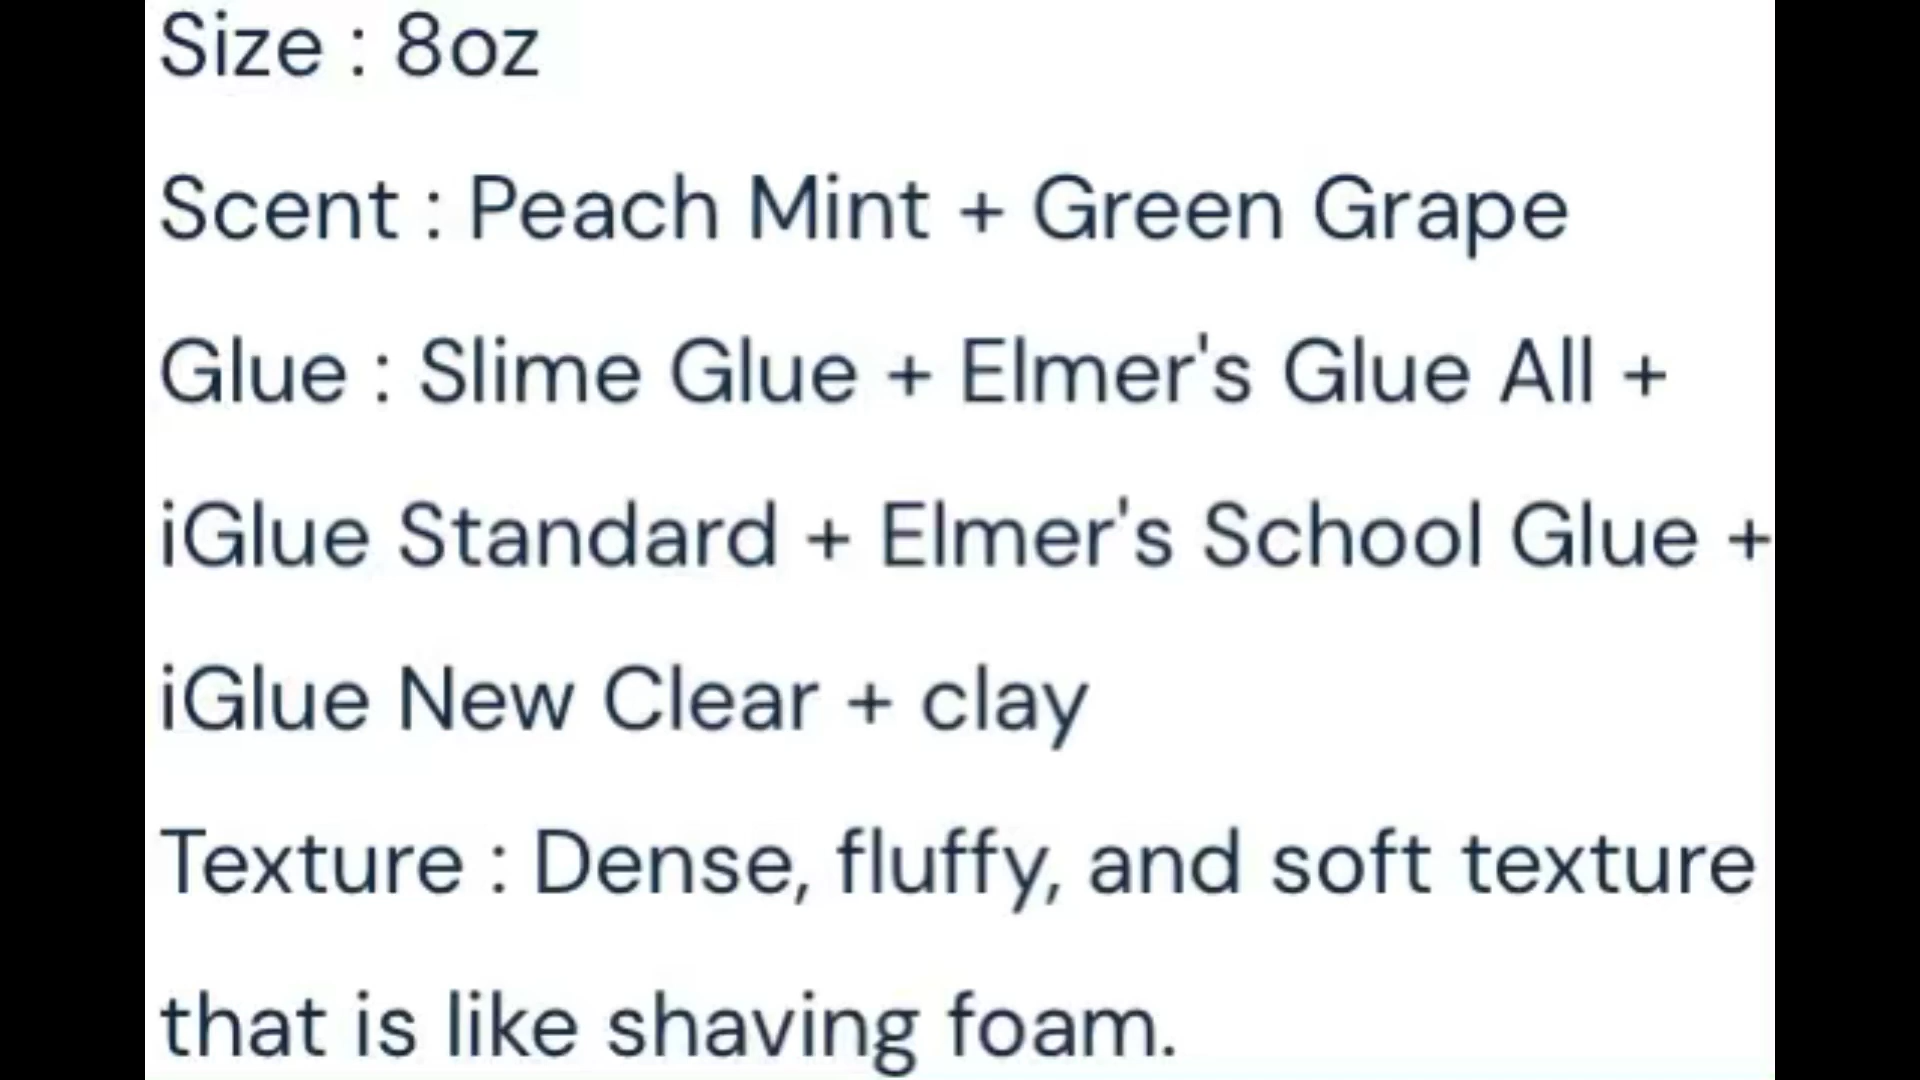 Size : 8oz
Scent : Peach Mint + Green Grape
Glue : Slime Glue + Elmer's Glue All +
iGlue Standard + Elmer's School Glue +
iGlue New Clear + clay
Texture : Dense, fluffy, and soft texture
that is like shaving foam.